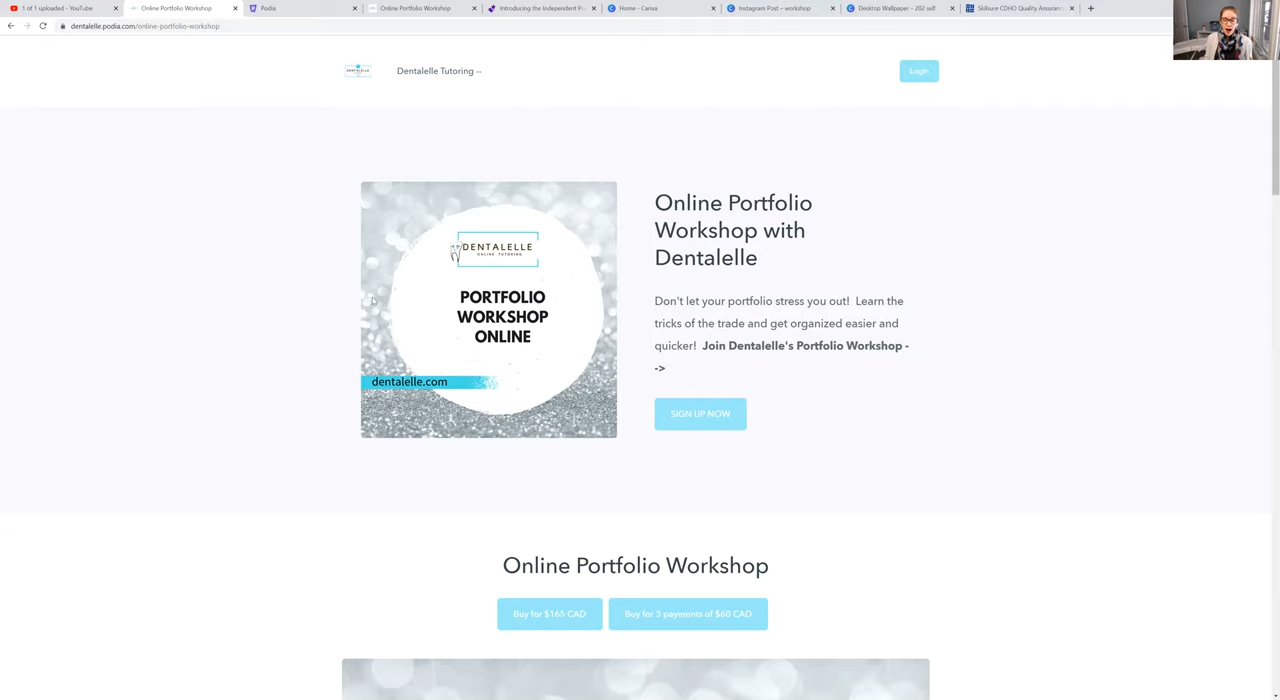 1 of 1 uploaded - YouTube
Online Portfolio Workshop
Podia
Online Portfolio Workshop
Introducing the Independent Fr
Home - Canva
Instagram Post – workshop
Desktop Wallpaper – 202 self
Skilsure CDHO Quality Assuranc
dentalelle.podia.com/online-portfolio-workshop
Dentalelle Tutoring --
Login
DENTALELLE
ONLINE TUTORING
PORTFOLIO
WORKSHOP
ONLINE
dentalelle.com
Online Portfolio
Workshop with
Dentalelle
Don't let your portfolio stress you out! Learn the
tricks of the trade and get organized easier and
quicker! Join Dentalelle's Portfolio Workshop -
->
SIGN UP NOW
Online Portfolio Workshop
Buy for $165 CAD
Buy for 3 payments of $60 CAD